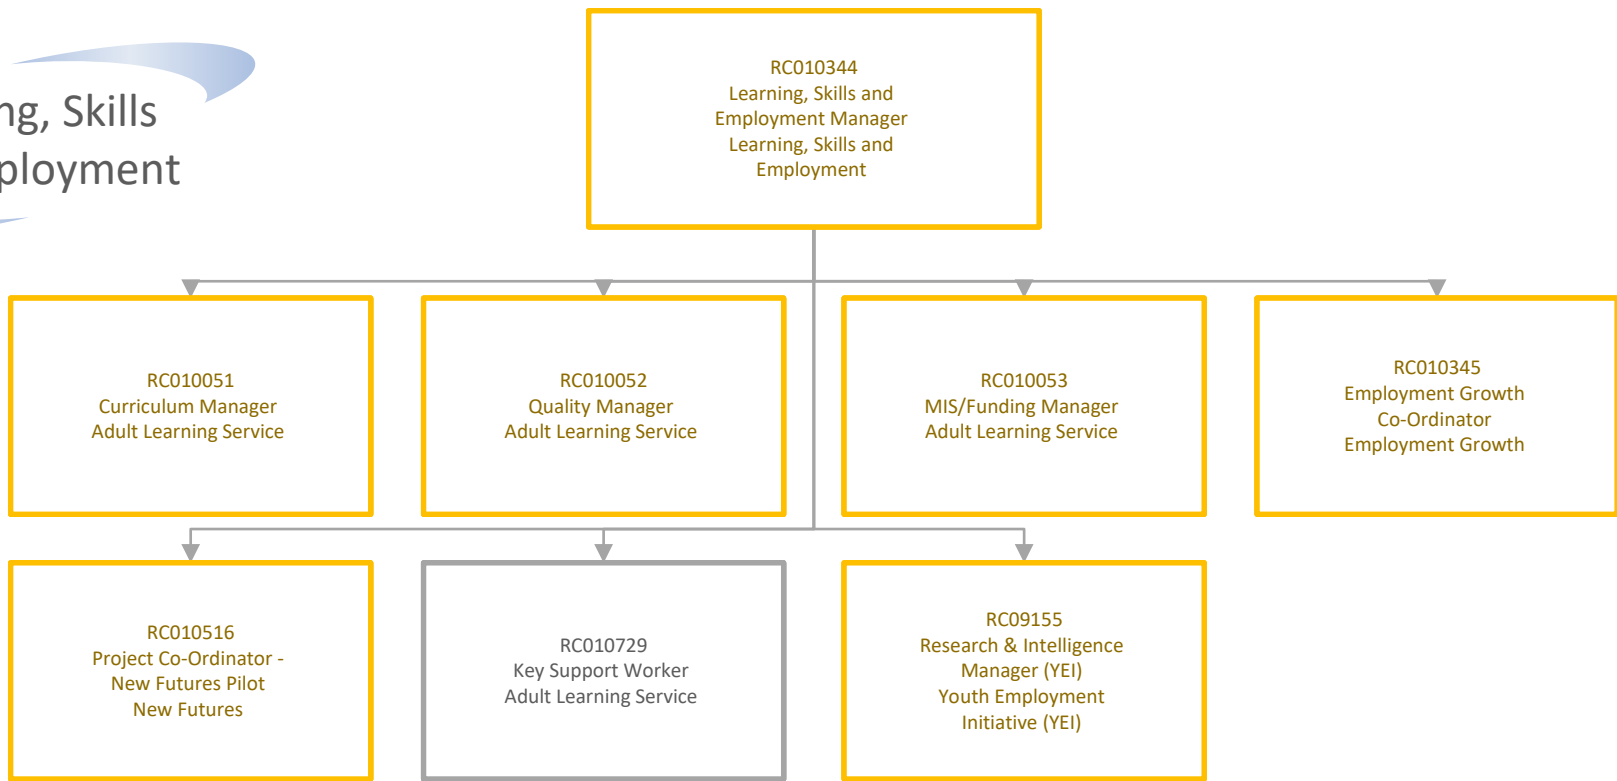 ng, Skills
ployment
RC010344
Learning, Skills and
Employment Manager
Learning, Skills and
Employment
RC010051
Curriculum Manager
Adult Learning Service
RC010052
Quality Manager
Adult Learning Service
RC010053
MIS/Funding Manager
Adult Learning Service
RC010345
Employment Growth
Co-Ordinator
Employment Growth
RC010516
Project Co-Ordinator -
New Futures Pilot
New Futures
RC010729
Key Support Worker
Adult Learning Service
RC09155
Research & Intelligence
Manager (YEI)
Youth Employment
Initiative (YEI)